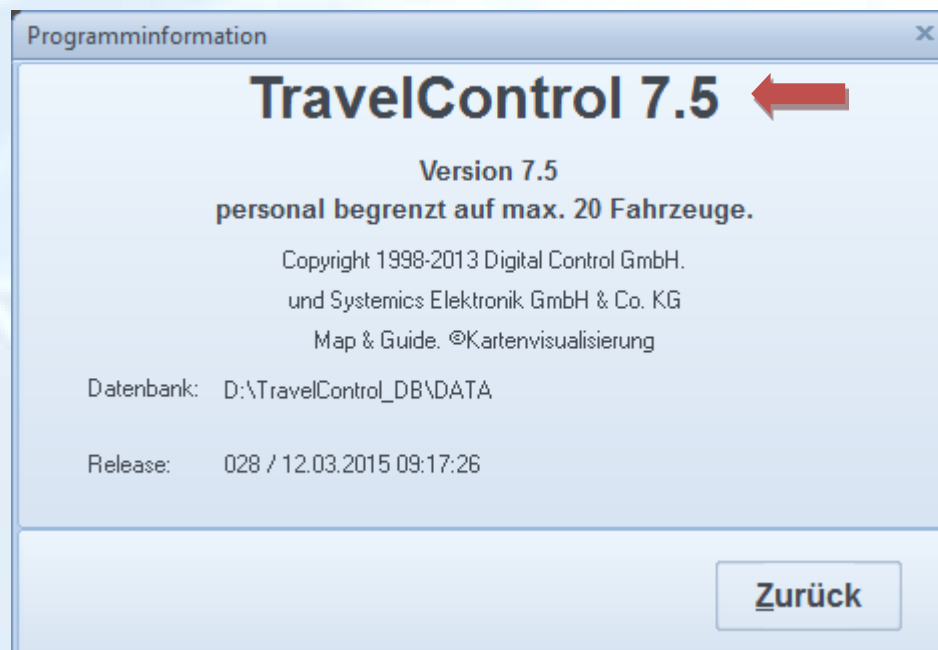 Programminformation
TravelControl 7.5
Version 7.5
personal begrenzt auf max. 20 Fahrzeuge.
Copyright 1998-2013 Digital Control GmbH.
und Systemics Elektronik GmbH & Co. KG
Map & Guide. ©Kartenvisualisierung
Datenbank: D:\TravelControl_DB\DATA
Release: 028 / 12.03.2015 09:17:26
Zurück